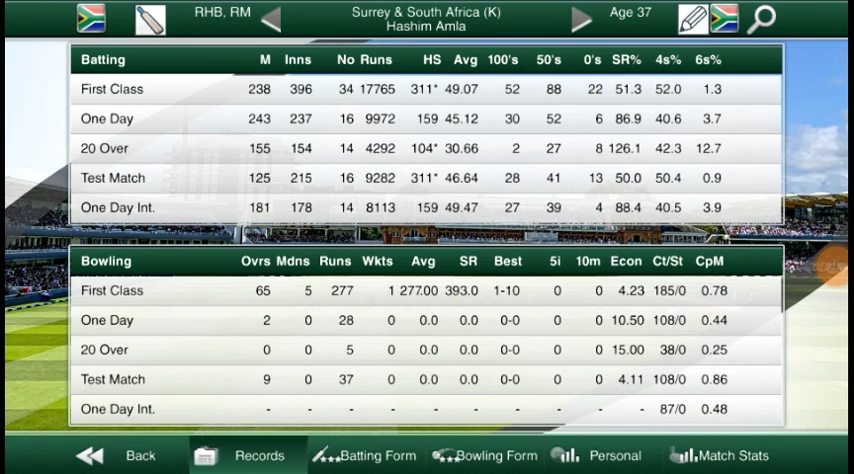 RHB, RM Surrey & South Africa (K) Age 37
Hashim Amla
Batting M Inns No Runs HS Avg 100's 50's 0's SR% 4s% 6s%
First Class 238 396 34 17765 311* 49.07 52 88 22 51.3 52.0 1.3
One Day 243 237 16 9972 159 45.12 30 52 6 86.9 40.6 3.7
20 Over 155 154 14 4292 104* 30.66 2 27 8 126.1 42.3 12.7
Test Match 125 215 16 9282 311* 46.64 28 41 13 50.0 50.4 0.9
One Day Int. 181 178 14 8113 159 49.47 27 39 4 88.4 40.5 3.9
Bowling Ovrs Mdns Runs Wkts Avg SR Best 5i 10m Econ Ct/St CpM
First Class 65 5 277 1 277.00 393.0 1-10 0 0 4.23 185/0 0.78
One Day 2 0 28 0 0.0 0.0 0-0 0 0 10.50 108/0 0.44
20 Over 0 0 5 0 0.0 0.0 0-0 0 0 15.00 38/0 0.25
Test Match 9 0 37 0 0.0 0.0 0-0 0 0 4.11 108/0 0.86
One Day Int. - - - - - - - - - - 87/0 0.48
Back Records Batting Form Bowling Form Personal Match Stats